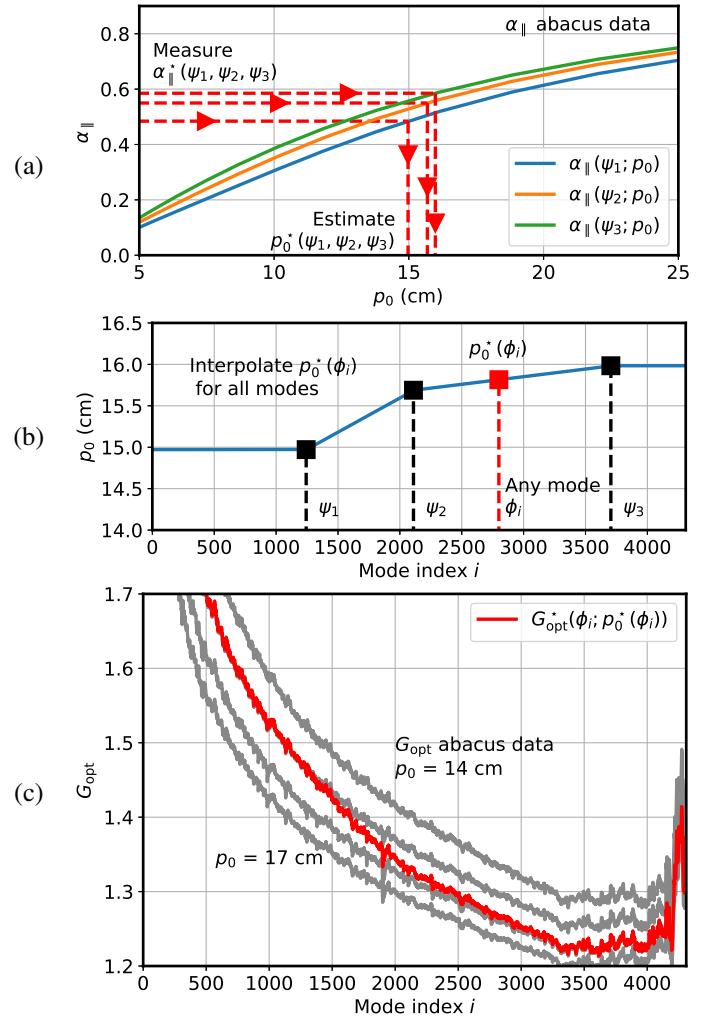 (a)
α∥
0.8
0.6
0.4
0.2
0.0
α∥ abacus data
Measure
α∥⋆(ψ₁, ψ₂, ψ₃)
Estimate
p₀⋆(ψ₁, ψ₂, ψ₃)
α∥(ψ₁; p₀)
α∥(ψ₂; p₀)
α∥(ψ₃; p₀)
5 10 15 20 25
p₀ (cm)
(b)
p₀ (cm)
16.5
16.0
15.5
15.0
14.5
14.0
p₀⋆(ϕᵢ)
Interpolate p₀⋆(ϕᵢ)
for all modes
Any mode
ϕᵢ
ψ₁
ψ₂
ψ₃
0 500 1000 1500 2000 2500 3000 3500 4000
Mode index i
(c)
G_opt
1.7
1.6
1.5
1.4
1.3
1.2
G⋆_opt(ϕᵢ; p₀⋆(ϕᵢ))
G_opt abacus data
p₀ = 14 cm
p₀ = 17 cm
0 500 1000 1500 2000 2500 3000 3500 4000
Mode index i